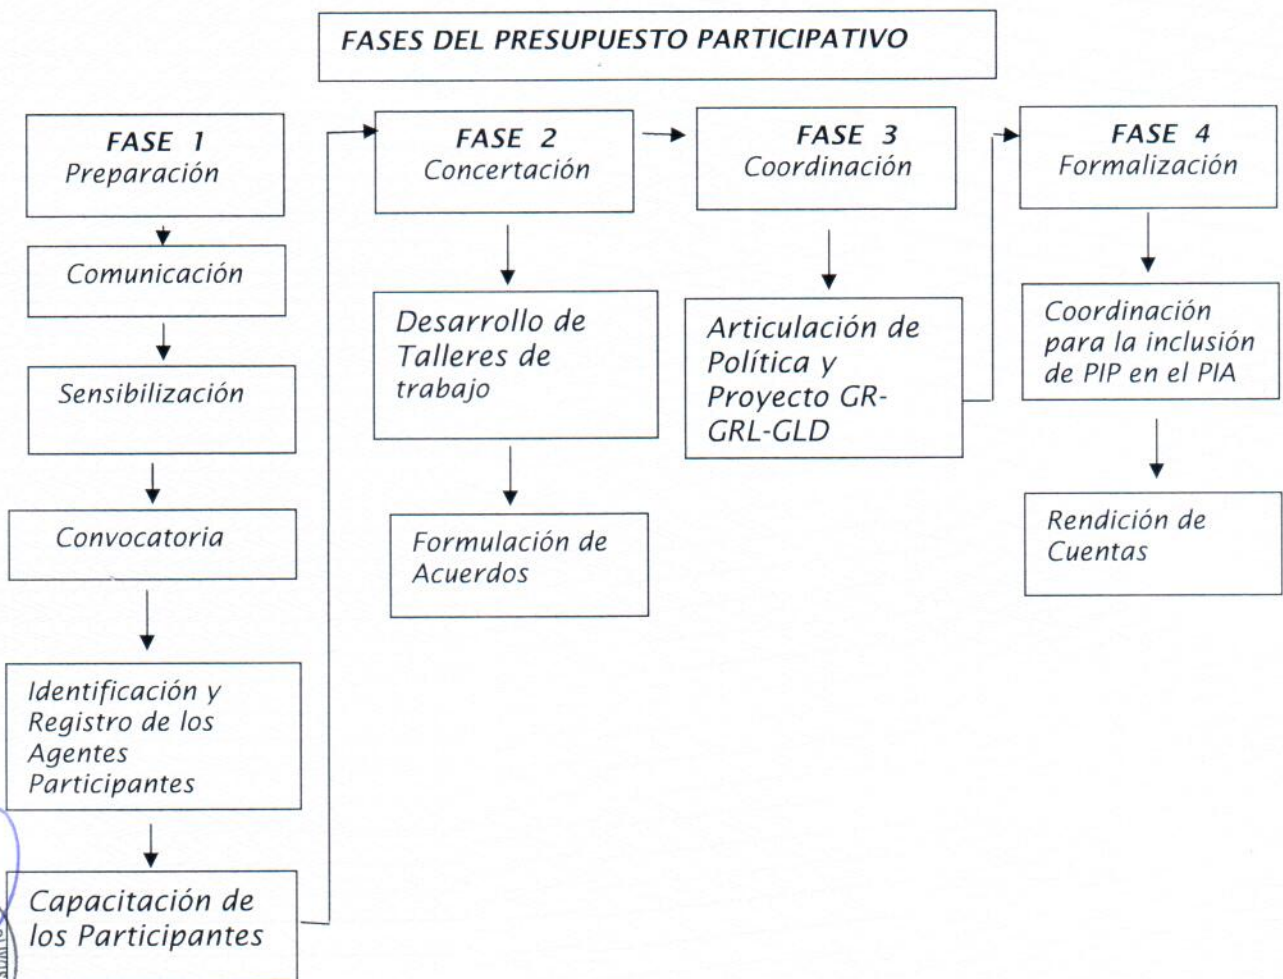 FASES DEL PRESUPUESTO PARTICIPATIVO
FASE 1
Preparación
Comunicación
Sensibilización
Convocatoria
Identificación y
Registro de los
Agentes
Participantes
Capacitación de
los Participantes
FASE 2
Concertación
Desarrollo de
Talleres de
trabajo
Formulación de
Acuerdos
FASE 3
Coordinación
Articulación de
Política y
Proyecto GR-
GRL-GLD
FASE 4
Formalización
Coordinación
para la inclusión
de PIP en el PIA
Rendición de
Cuentas